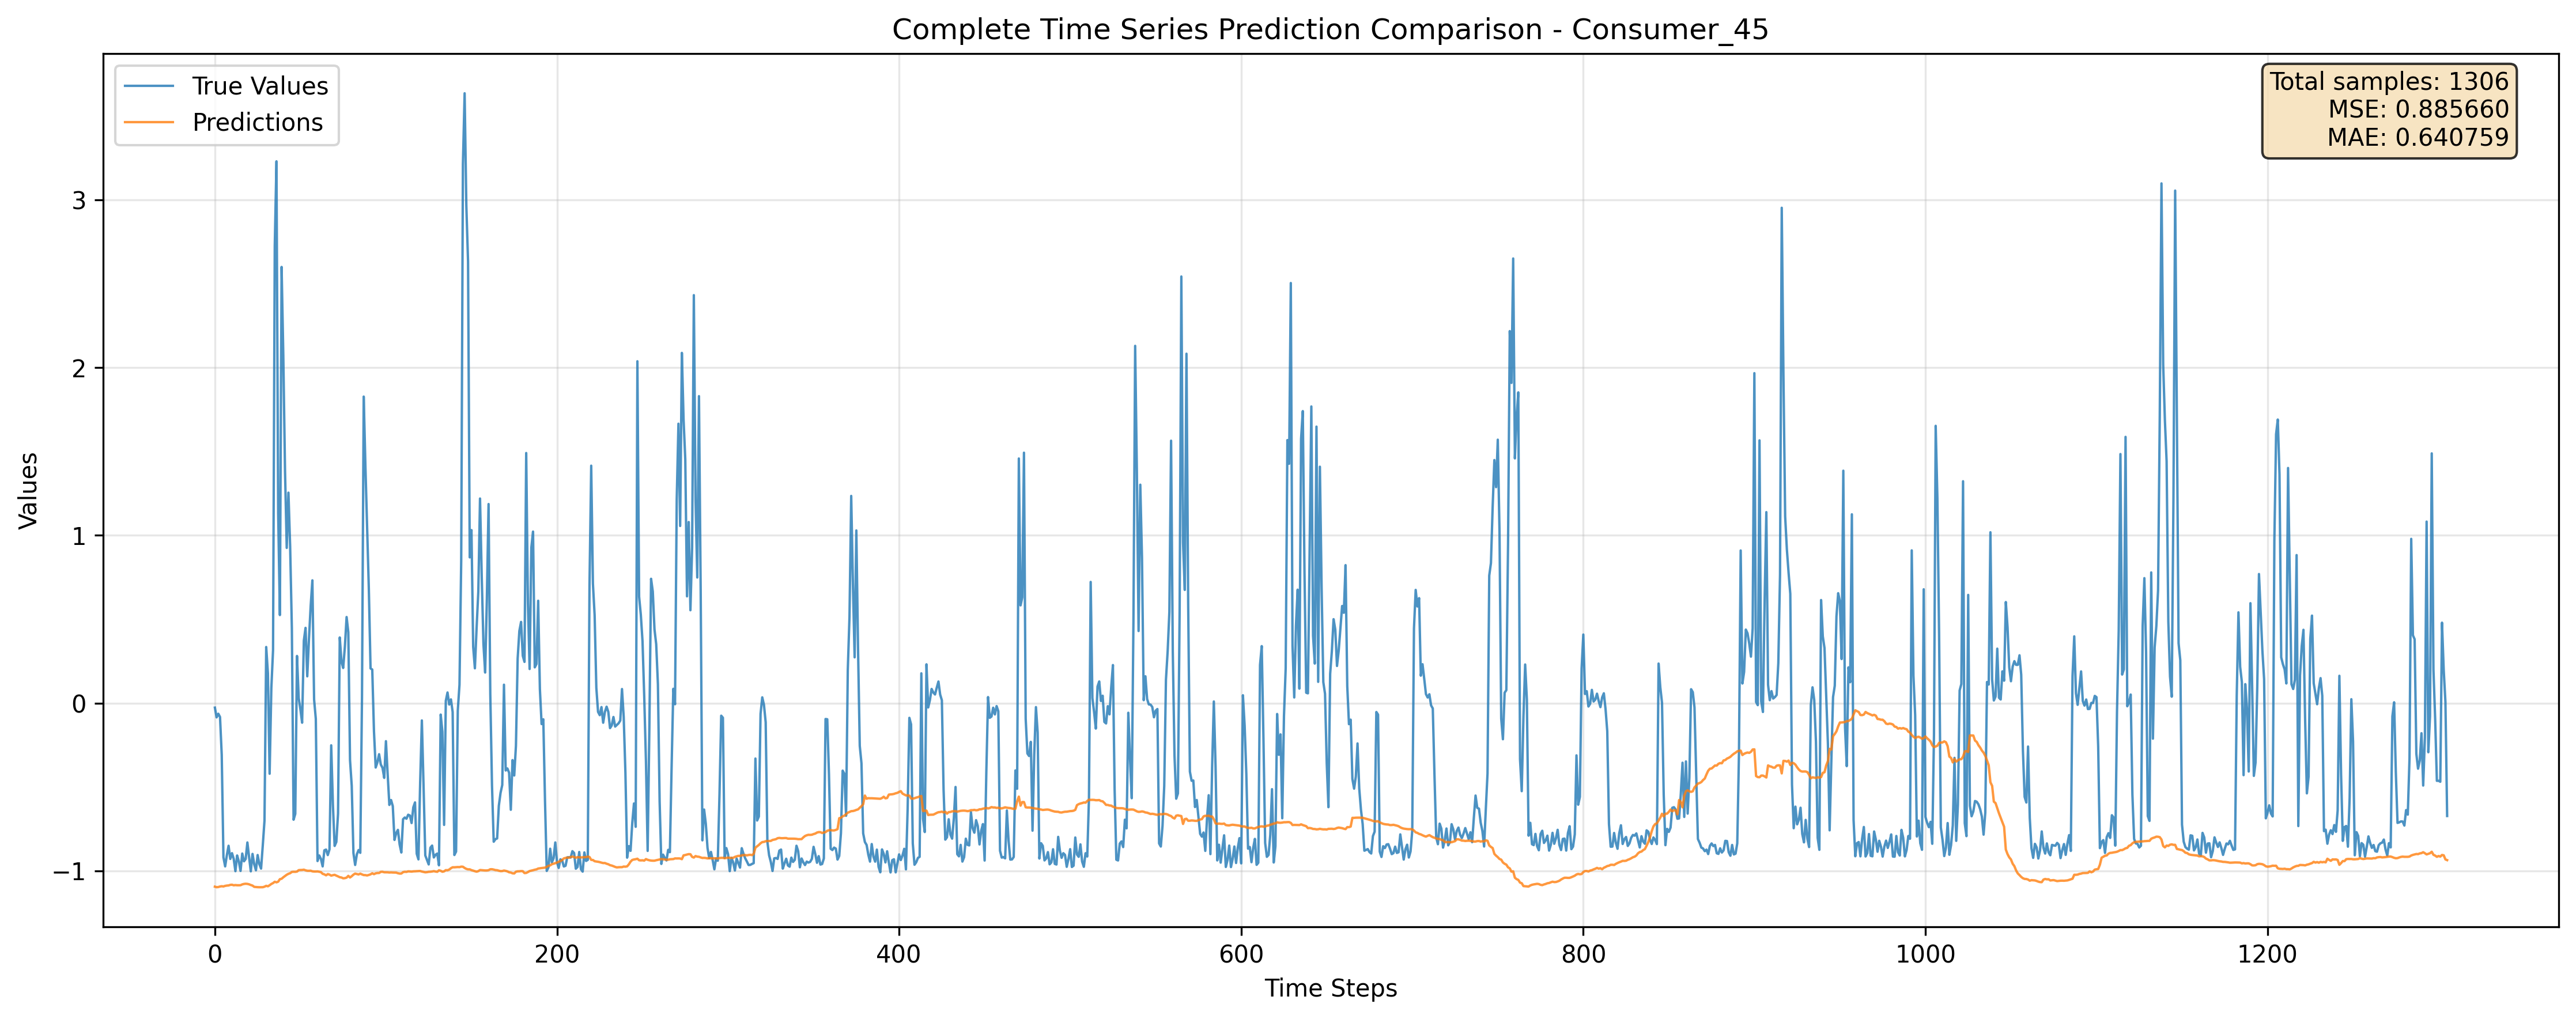 Complete Time Series Prediction Comparison - Consumer_45
True Values
Predictions
Total samples: 1306
MSE: 0.885660
MAE: 0.640759
Values
3
2
1
0
−1
0
200
400
600
800
1000
1200
Time Steps